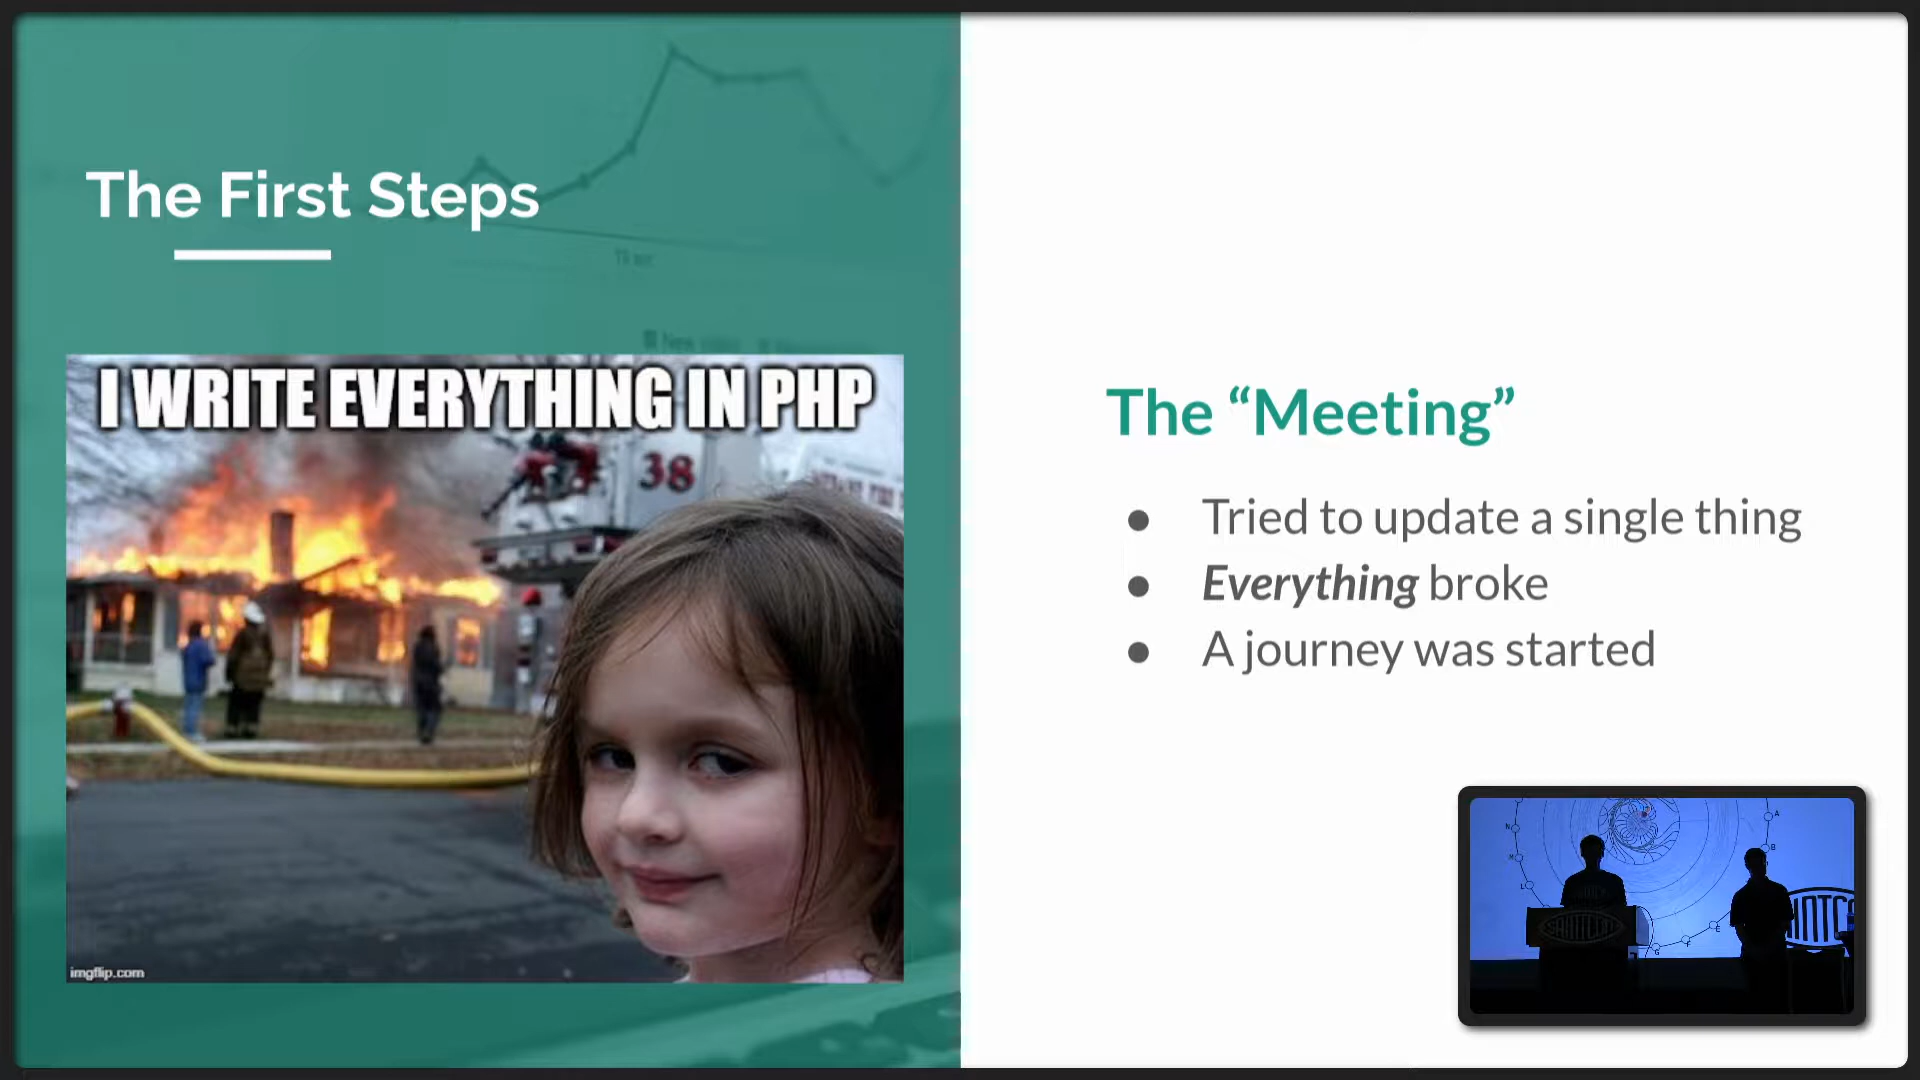 The First Steps
I WRITE EVERYTHING IN PHP
38
imgflip.com
The “Meeting”
● Tried to update a single thing
● Everything broke
● A journey was started
SAINTCON
N
M
L
A
B
E
F
G